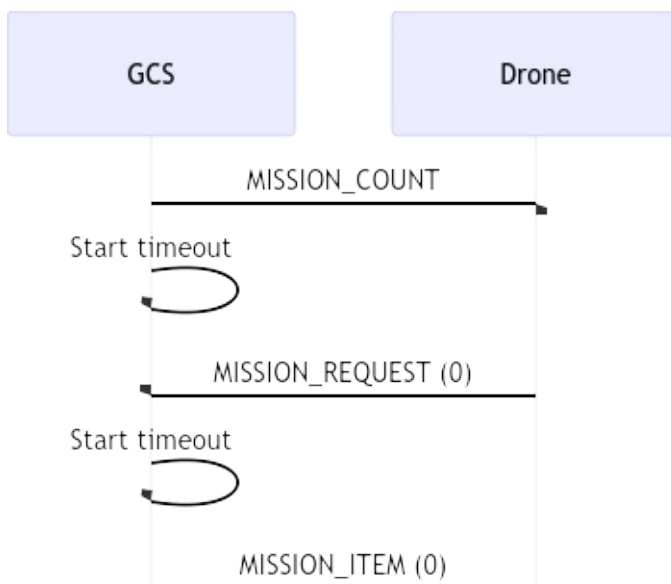 GCS
Drone
MISSION_COUNT
Start timeout
MISSION_REQUEST (0)
Start timeout
MISSION_ITEM (0)